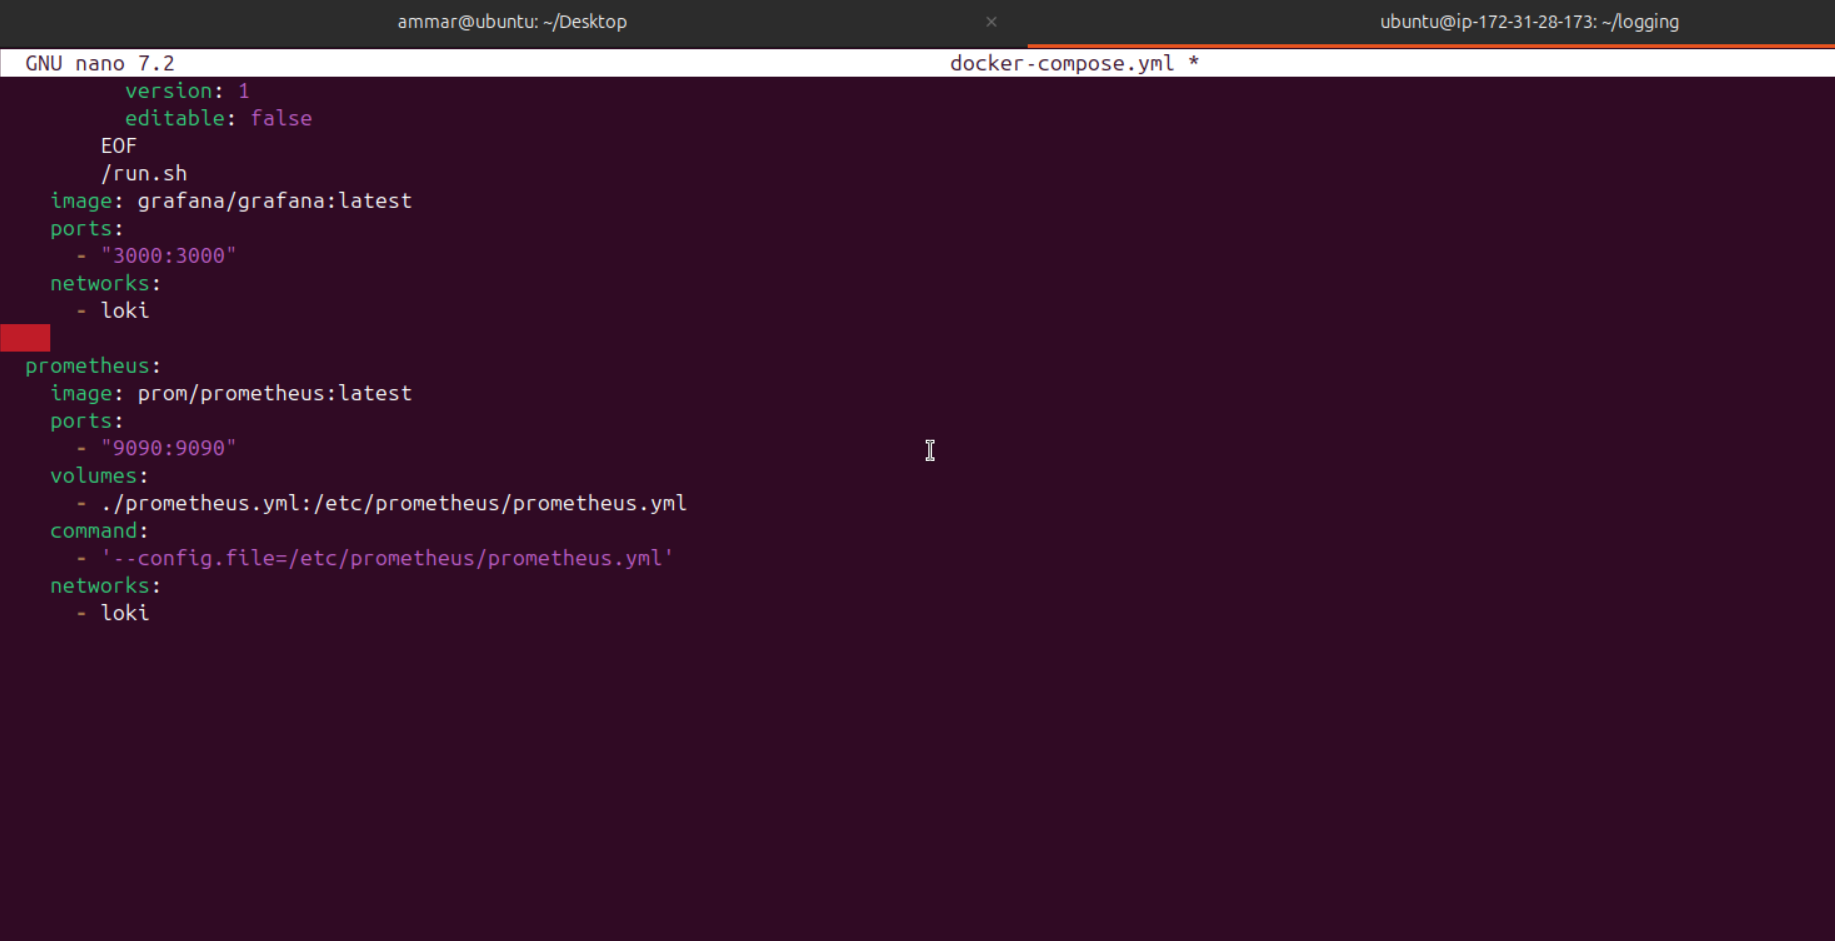 ammar@ubuntu: ~/Desktop × ubuntu@ip-172-31-28-173: ~/logging
GNU nano 7.2 docker-compose.yml *
version: 1
editable: false
EOF
/run.sh
image: grafana/grafana:latest
ports:
- "3000:3000"
networks:
- loki
prometheus:
image: prom/prometheus:latest
ports:
- "9090:9090"
volumes:
- ./prometheus.yml:/etc/prometheus/prometheus.yml
command:
- '--config.file=/etc/prometheus/prometheus.yml'
networks:
- loki